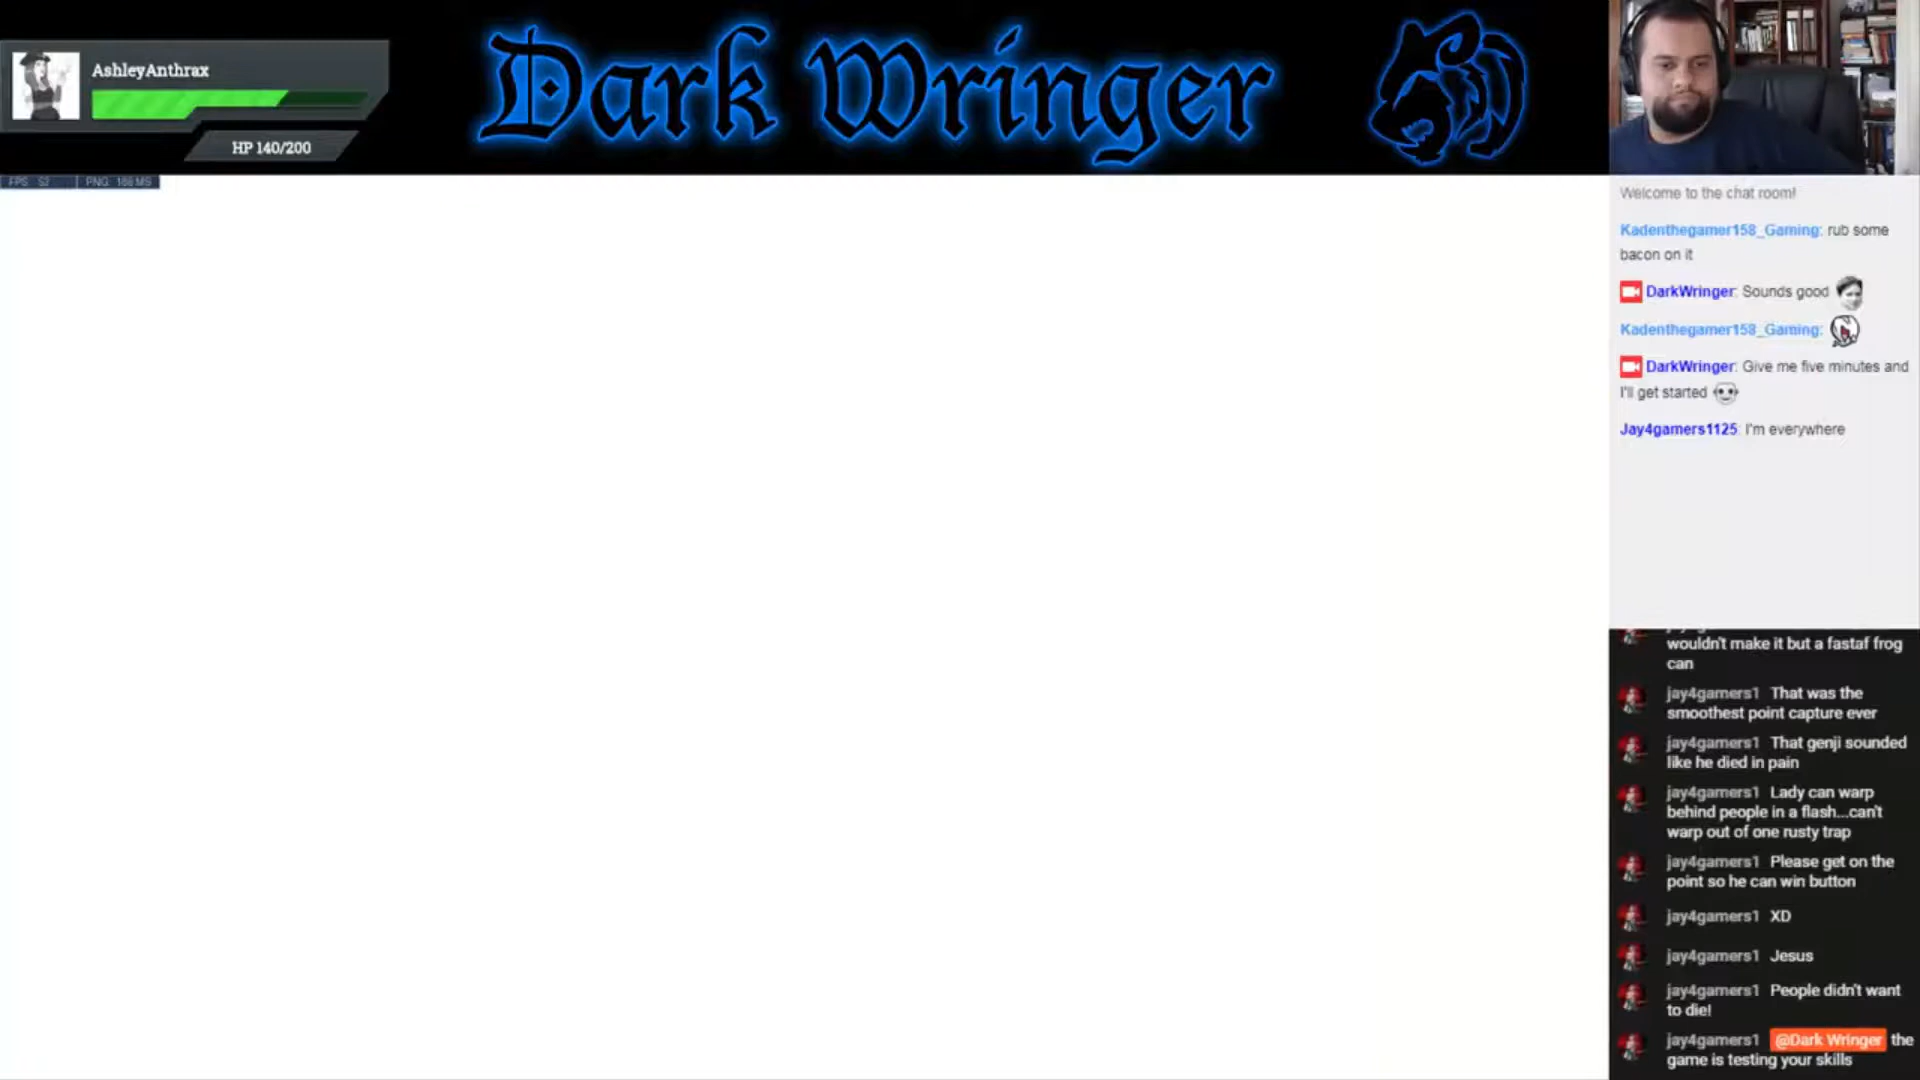 AshleyAnthrax
HP 140/200
Dark Wringer
FPS 52 PNG 186 MS
Welcome to the chat room!
Kadenthegamer158_Gaming: rub some
bacon on it
DarkWringer: Sounds good
Kadenthegamer158_Gaming:
DarkWringer: Give me five minutes and
I'll get started
Jay4gamers1125: I'm everywhere
wouldn't make it but a fastaf frog
can
jay4gamers1 That was the
smoothest point capture ever
jay4gamers1 That genji sounded
like he died in pain
jay4gamers1 Lady can warp
behind people in a flash...can't
warp out of one rusty trap
jay4gamers1 Please get on the
point so he can win button
jay4gamers1 XD
jay4gamers1 Jesus
jay4gamers1 People didn't want
to die!
jay4gamers1 @Dark Wringer the
game is testing your skills